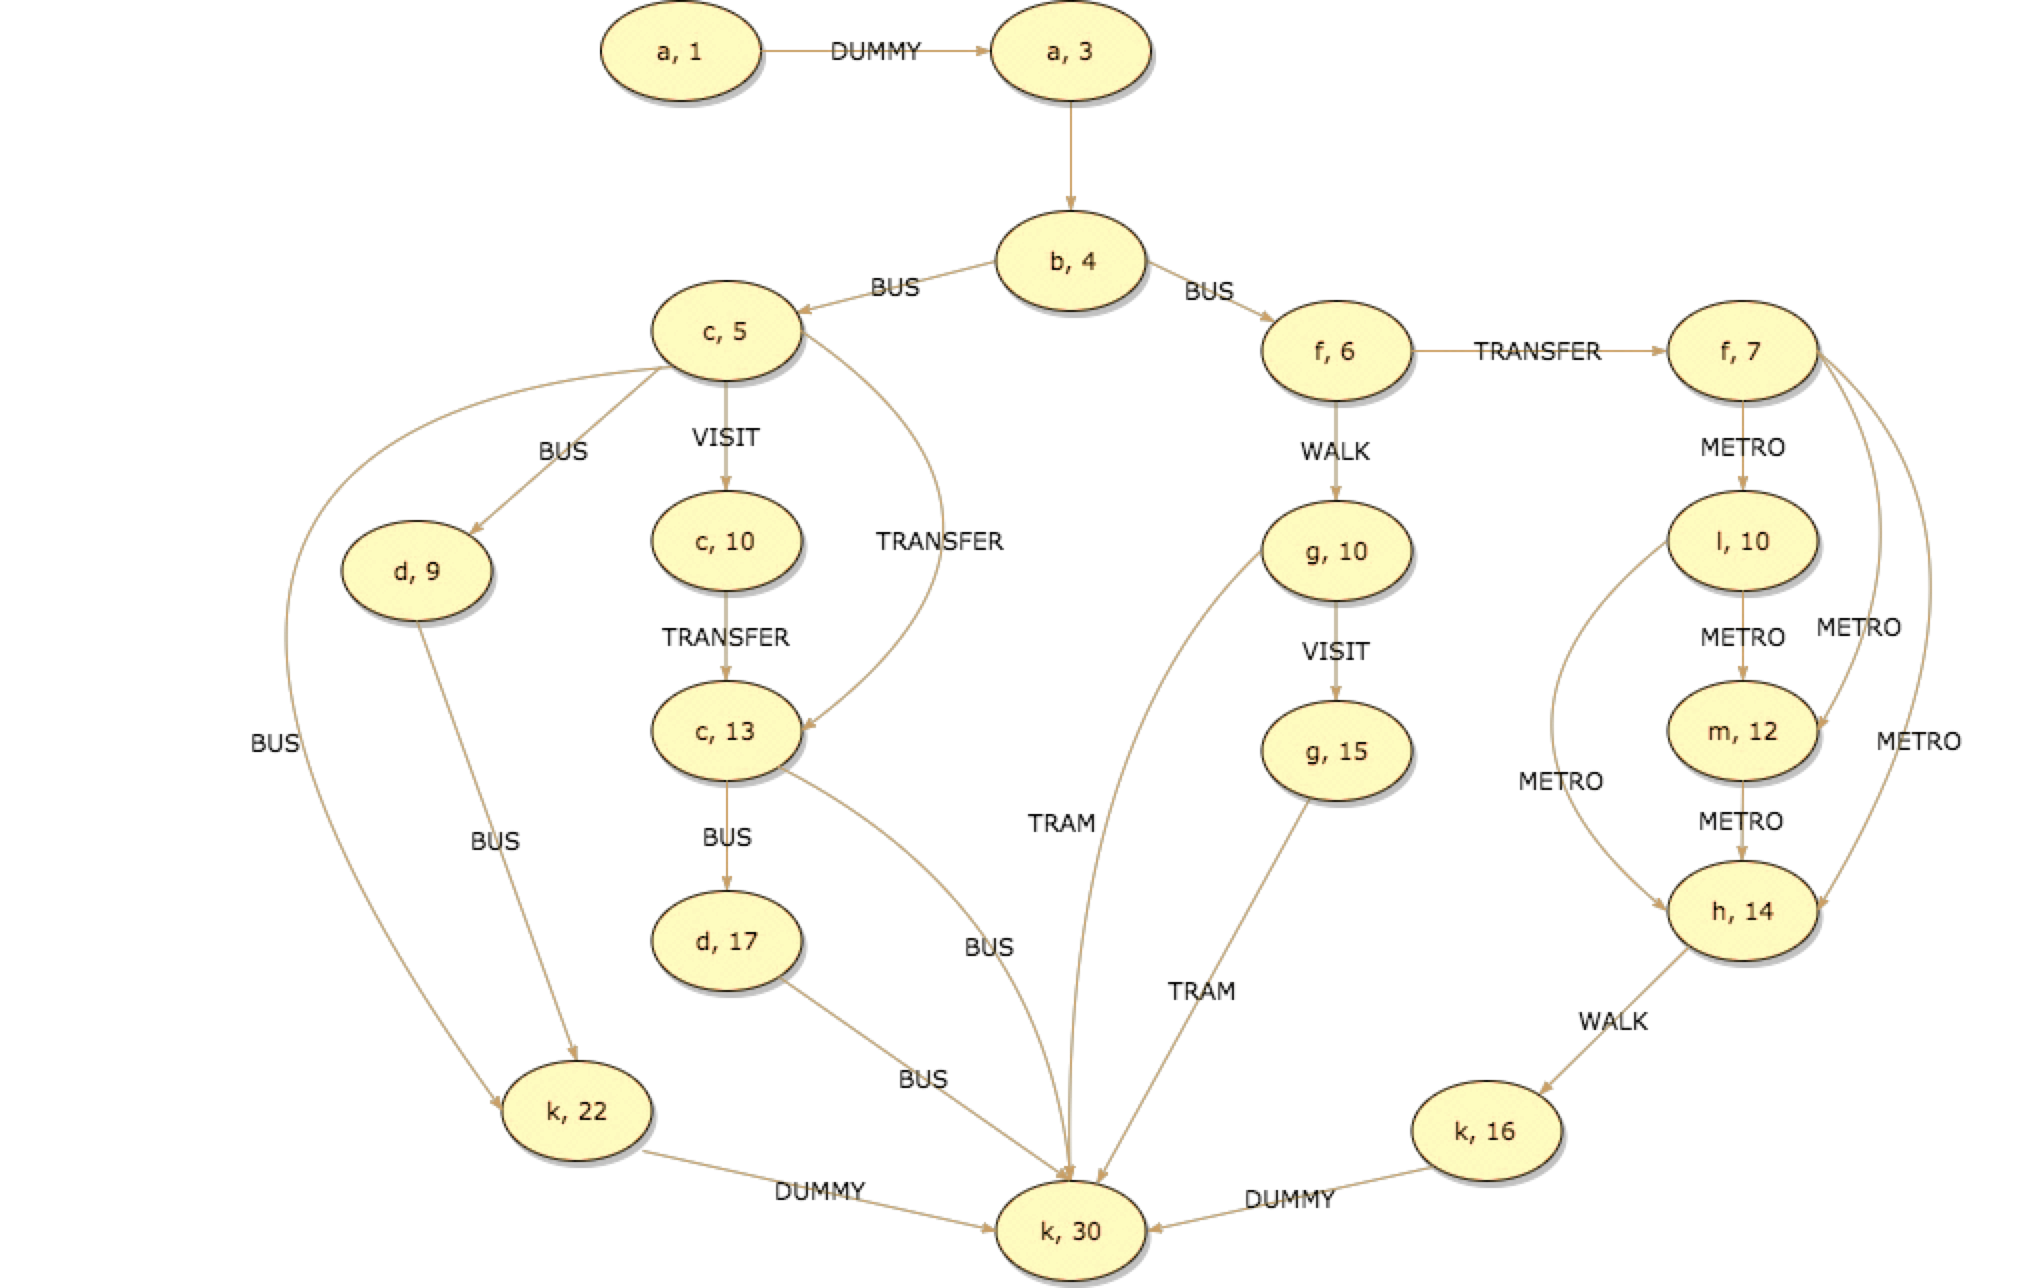 a, 1
DUMMY
a, 3
b, 4
BUS
BUS
c, 5
f, 6
TRANSFER
f, 7
VISIT
BUS
WALK
METRO
c, 10
TRANSFER
d, 9
g, 10
l, 10
TRANSFER
VISIT
METRO
METRO
c, 13
g, 15
m, 12
BUS
METRO
METRO
BUS
BUS
TRAM
METRO
d, 17
BUS
h, 14
TRAM
WALK
BUS
k, 22
k, 16
DUMMY
DUMMY
k, 30